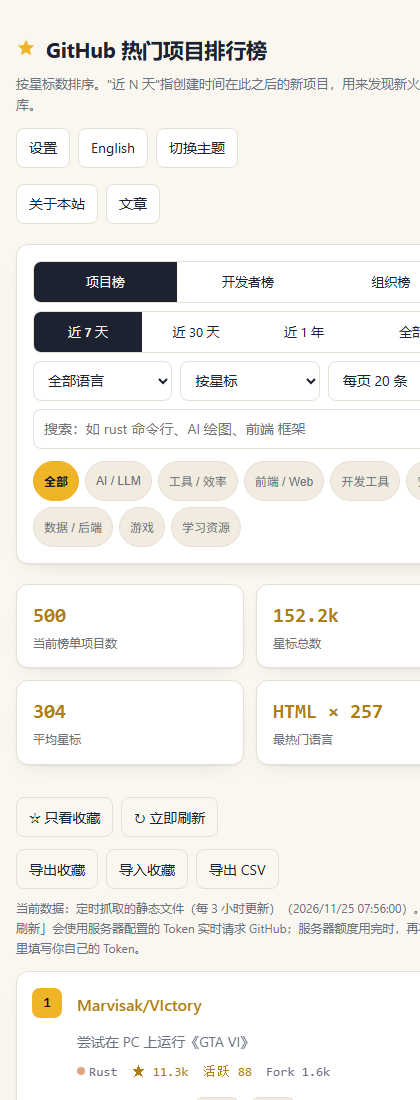 ★ GitHub 热门项目排行榜
按星标数排序。"近 N 天"指创建时间在此之后的新项目，用来发现新火
库。
设置 English 切换主题
关于本站 文章
项目榜 开发者榜 组织榜
近 7 天 近 30 天 近 1 年 全
全部语言 按星标 每页 20 条
搜索：如 rust 命令行、AI 绘图、前端 框架
全部 AI / LLM 工具 / 效率 前端 / Web 开发工具
数据 / 后端 游戏 学习资源
500 152.2k
当前榜单项目数 星标总数
304 HTML × 257
平均星标 最热门语言
☆ 只看收藏 ↻ 立即刷新
导出收藏 导入收藏 导出 CSV
当前数据：定时抓取的静态文件（每 3 小时更新）（2026/11/25 07:56:00）。
刷新」会使用服务器配置的 Token 实时请求 GitHub；服务器额度用完时，再
里填写你自己的 Token。
1 Marvisak/VIctory
尝试在 PC 上运行《GTA VI》
Rust ★ 11.3k 活跃 88 Fork 1.6k